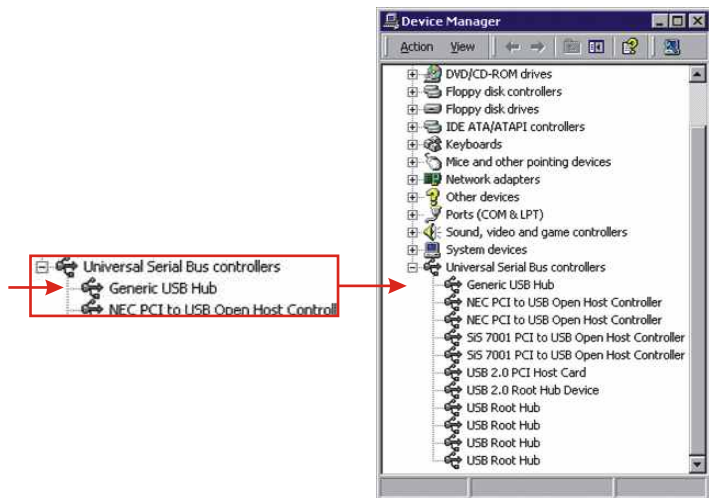 Universal Serial Bus controllers
Generic USB Hub
NEC PCI to USB Open Host Controll
Device Manager
Action View
DVD/CD-ROM drives
Floppy disk controllers
Floppy disk drives
IDE ATA/ATAPI controllers
Keyboards
Mice and other pointing devices
Network adapters
Other devices
Ports (COM & LPT)
Sound, video and game controllers
System devices
Universal Serial Bus controllers
Generic USB Hub
NEC PCI to USB Open Host Controller
NEC PCI to USB Open Host Controller
SiS 7001 PCI to USB Open Host Controller
SiS 7001 PCI to USB Open Host Controller
USB 2.0 PCI Host Card
USB 2.0 Root Hub Device
USB Root Hub
USB Root Hub
USB Root Hub
USB Root Hub